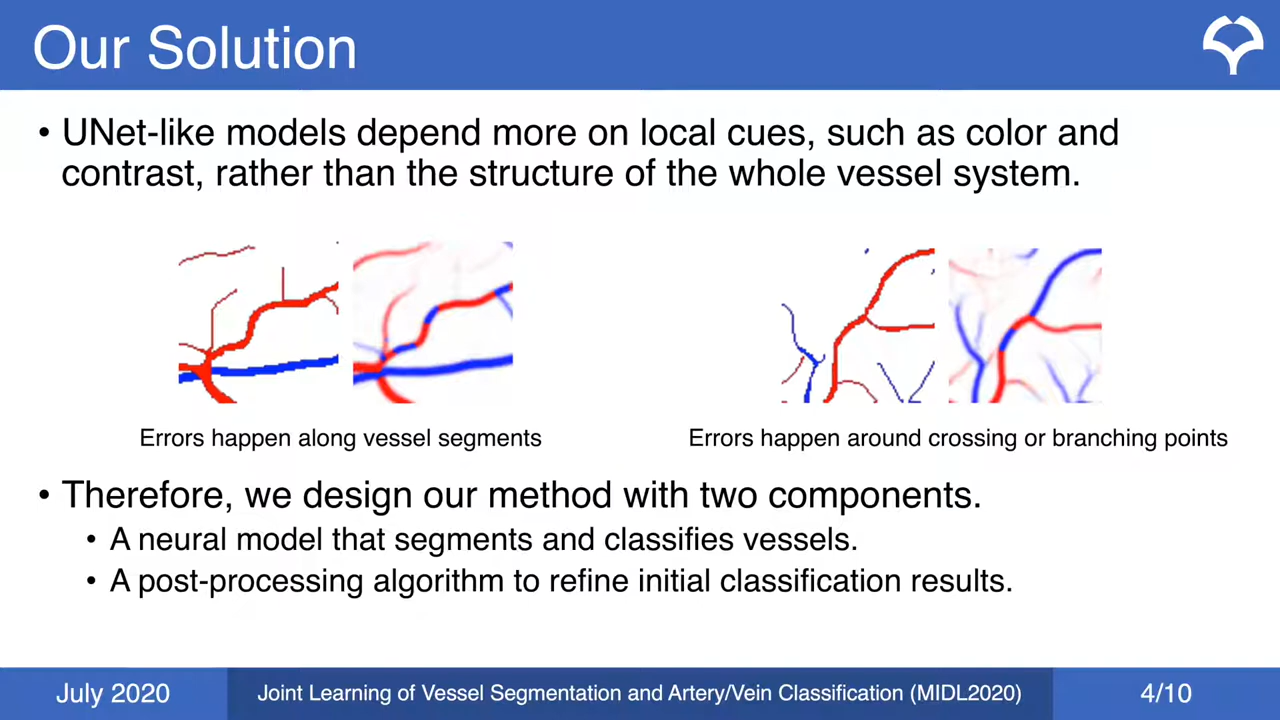 Our Solution
• UNet-like models depend more on local cues, such as color and
contrast, rather than the structure of the whole vessel system.
Errors happen along vessel segments
Errors happen around crossing or branching points
• Therefore, we design our method with two components.
• A neural model that segments and classifies vessels.
• A post-processing algorithm to refine initial classification results.
July 2020
Joint Learning of Vessel Segmentation and Artery/Vein Classification (MIDL2020)
4/10